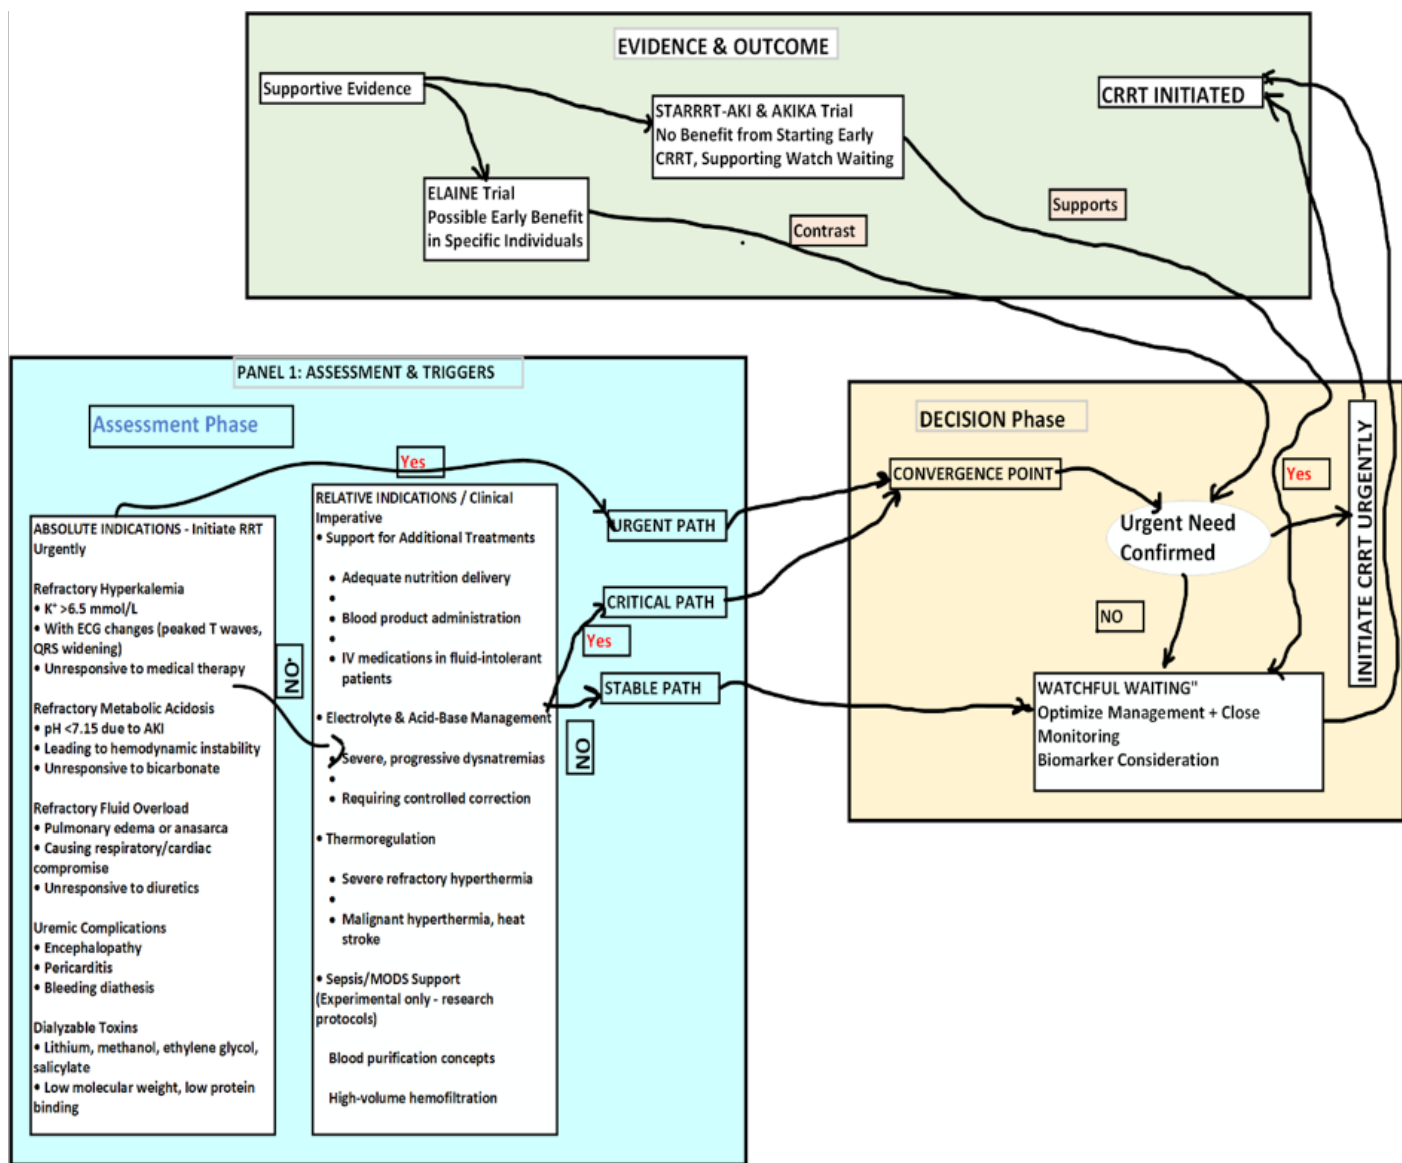 EVIDENCE & OUTCOME
Supportive Evidence
STARRRT-AKI & AKIKA Trial
No Benefit from Starting Early
CRRT, Supporting Watch Waiting
CRRT INITIATED
ELAINE Trial
Possible Early Benefit
in Specific Individuals
Contrast
Supports
PANEL 1: ASSESSMENT & TRIGGERS
Assessment Phase
Yes
ABSOLUTE INDICATIONS - Initiate RRT
Urgently
Refractory Hyperkalemia
• K⁺ >6.5 mmol/L
• With ECG changes (peaked T waves,
QRS widening)
• Unresponsive to medical therapy
Refractory Metabolic Acidosis
• pH <7.15 due to AKI
• Leading to hemodynamic instability
• Unresponsive to bicarbonate
Refractory Fluid Overload
• Pulmonary edema or anasarca
• Causing respiratory/cardiac
compromise
• Unresponsive to diuretics
Uremic Complications
• Encephalopathy
• Pericarditis
• Bleeding diathesis
Dialyzable Toxins
• Lithium, methanol, ethylene glycol,
salicylate
• Low molecular weight, low protein
binding
NO
RELATIVE INDICATIONS / Clinical
Imperative
• Support for Additional Treatments
• Adequate nutrition delivery
•
• Blood product administration
•
• IV medications in fluid-intolerant
patients
• Electrolyte & Acid-Base Management
• Severe, progressive dysnatremias
•
• Requiring controlled correction
• Thermoregulation
• Severe refractory hyperthermia
•
• Malignant hyperthermia, heat
stroke
• Sepsis/MODS Support
(Experimental only - research
protocols)
Blood purification concepts
High-volume hemofiltration
URGENT PATH
CRITICAL PATH
Yes
STABLE PATH
NO
DECISION Phase
CONVERGENCE POINT
Urgent Need
Confirmed
Yes
NO
INITIATE CRRT URGENTLY
WATCHFUL WAITING"
Optimize Management + Close
Monitoring
Biomarker Consideration